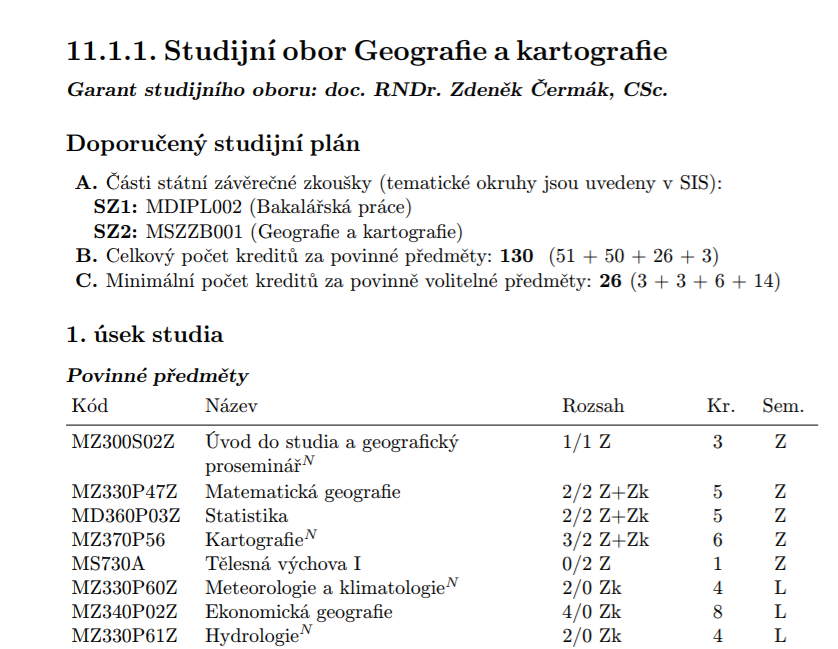 11.1.1. Studijní obor Geografie a kartografie
Garant studijního oboru: doc. RNDr. Zdeněk Čermák, CSc.
Doporučený studijní plán
A. Části státní závěrečné zkoušky (tematické okruhy jsou uvedeny v SIS):
SZ1: MDIPL002 (Bakalářská práce)
SZ2: MSZZB001 (Geografie a kartografie)
B. Celkový počet kreditů za povinné předměty: 130 (51 + 50 + 26 + 3)
C. Minimální počet kreditů za povinně volitelné předměty: 26 (3 + 3 + 6 + 14)
1. úsek studia
Povinné předměty
Kód Název Rozsah Kr. Sem.
MZ300S02Z Úvod do studia a geografický 1/1 Z 3 Z
proseminářN
MZ330P47Z Matematická geografie 2/2 Z+Zk 5 Z
MD360P03Z Statistika 2/2 Z+Zk 5 Z
MZ370P56 KartografieN 3/2 Z+Zk 6 Z
MS730A Tělesná výchova I 0/2 Z 1 Z
MZ330P60Z Meteorologie a klimatologieN 2/0 Zk 4 L
MZ340P02Z Ekonomická geografie 4/0 Zk 8 L
MZ330P61Z HydrologieN 2/0 Zk 4 L